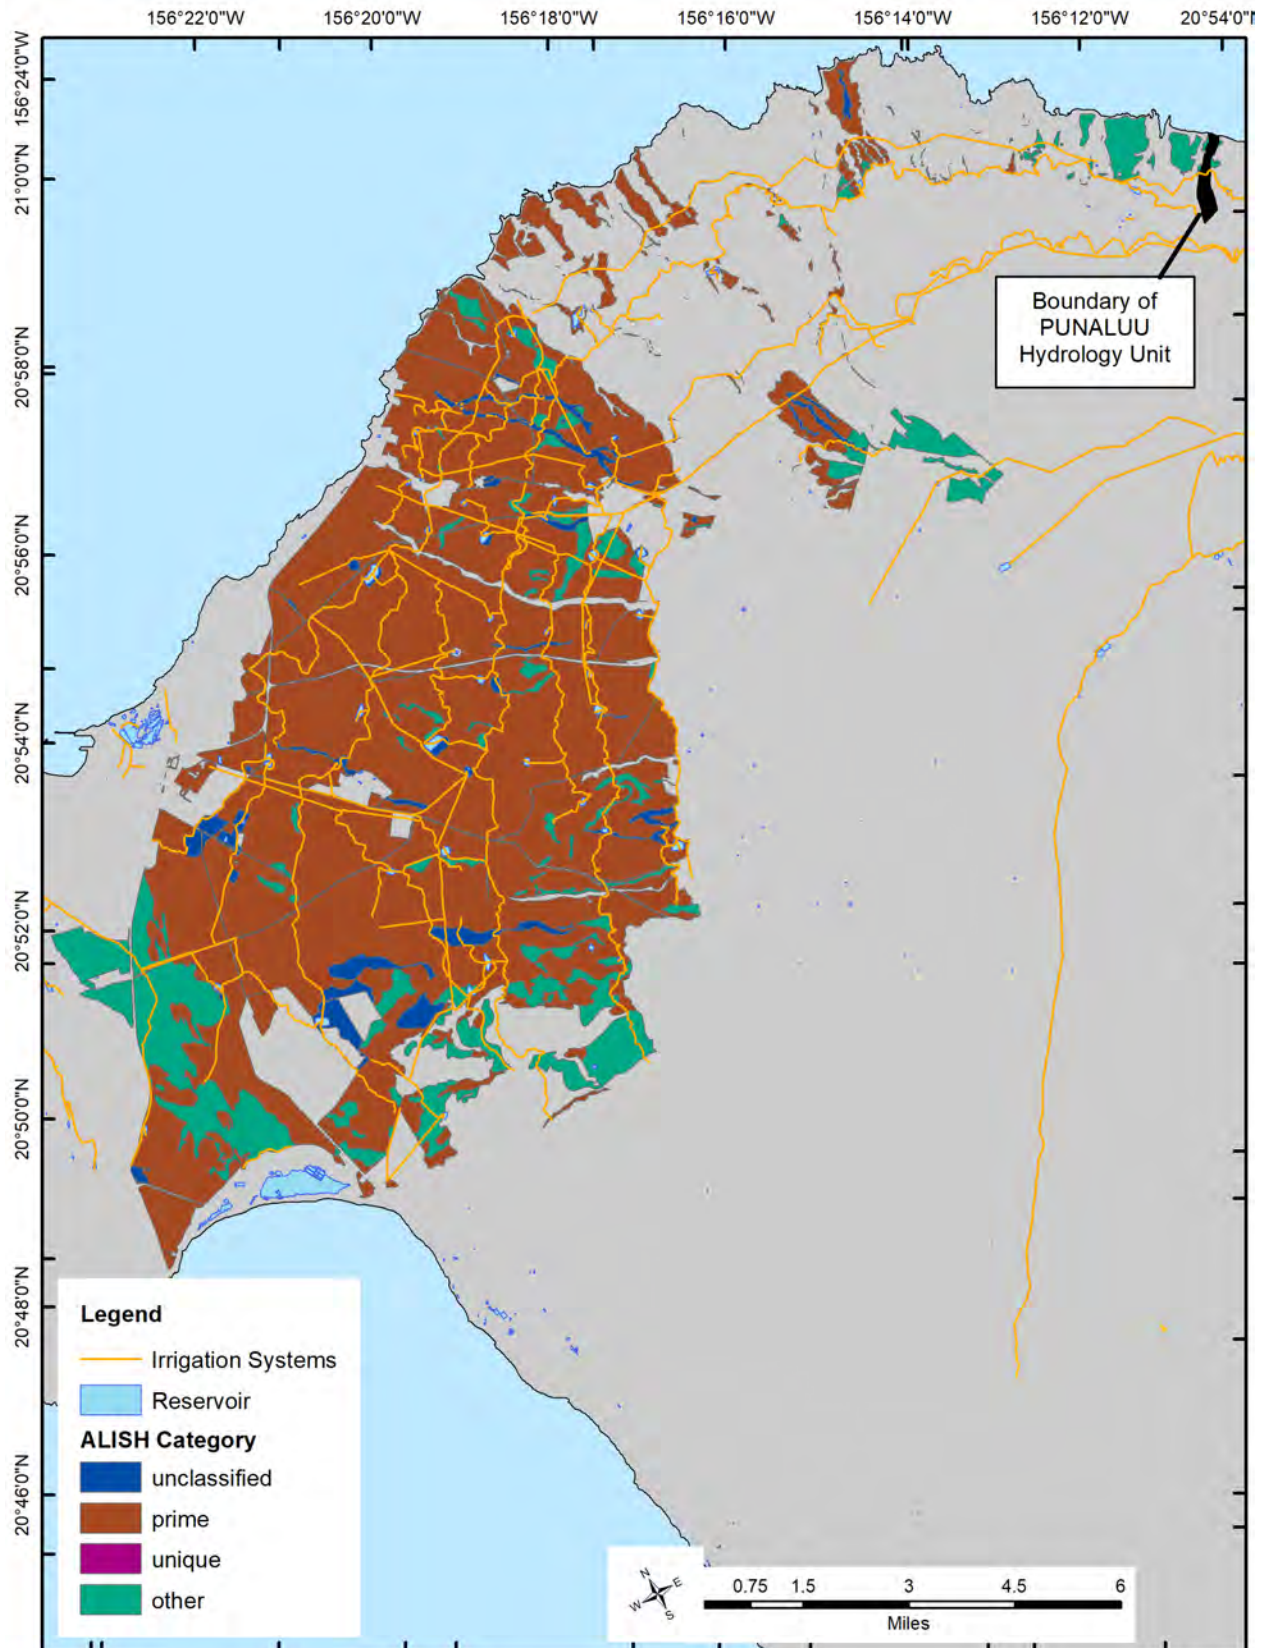 156°22'0"W 156°20'0"W 156°18'0"W 156°16'0"W 156°14'0"W 156°12'0"W 20°54'0"N
156°24'0"W
21°0'0"N
20°58'0"N
20°56'0"N
20°54'0"N
20°52'0"N
20°50'0"N
20°48'0"N
20°46'0"N
Boundary of
PUNALUU
Hydrology Unit
Legend
Irrigation Systems
Reservoir
ALISH Category
unclassified
prime
unique
other
N
E
W
S
0.75 1.5 3 4.5 6
Miles